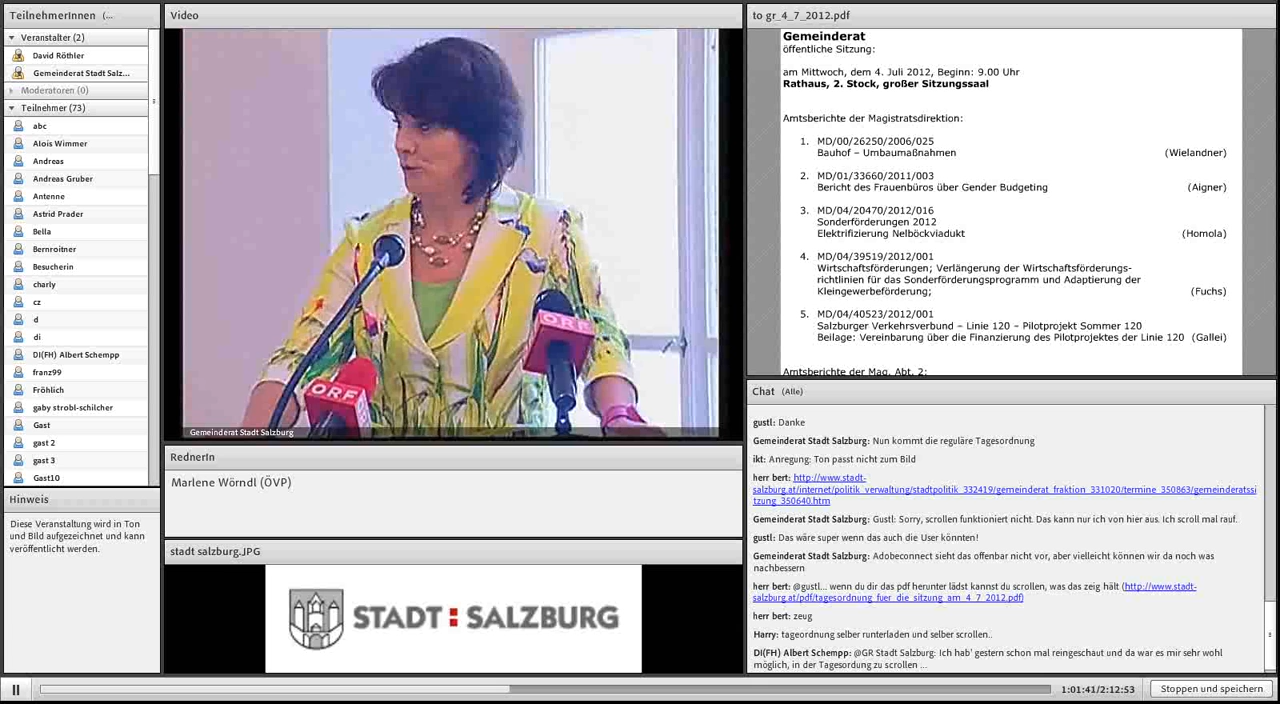 TeilnehmerInnen (...
Veranstalter (2)
David Röthler
Gemeinderat Stadt Salz...
Moderatoren (0)
Teilnehmer (73)
abc
Alois Wimmer
Andreas
Andreas Gruber
Antenne
Astrid Prader
Bella
Bernroitner
Besucherin
charly
cz
d
di
DI(FH) Albert Schempp
franz99
Fröhlich
gaby strobl-schilcher
Gast
gast 2
gast 3
Gast10
Hinweis
Diese Veranstaltung wird in Ton
und Bild aufgezeichnet und kann
veröffentlicht werden.
Video
ORF
ORF
Gemeinderat Stadt Salzburg
RednerIn
Marlene Wörndl (ÖVP)
stadt salzburg.JPG
STADT:SALZBURG
to gr_4_7_2012.pdf
Gemeinderat
öffentliche Sitzung:
am Mittwoch, dem 4. Juli 2012, Beginn: 9.00 Uhr
Rathaus, 2. Stock, großer Sitzungssaal
Amtsberichte der Magistratsdirektion:
1. MD/00/26250/2006/025
Bauhof – Umbaumaßnahmen (Wielandner)
2. MD/01/33660/2011/003
Bericht des Frauenbüros über Gender Budgeting (Aigner)
3. MD/04/20470/2012/016
Sonderförderungen 2012
Elektrifizierung Nelböckviadukt (Homola)
4. MD/04/39519/2012/001
Wirtschaftsförderungen; Verlängerung der Wirtschaftsförderungs-
richtlinien für das Sonderförderungsprogramm und Adaptierung der
Kleingewerbeförderung; (Fuchs)
5. MD/04/40523/2012/001
Salzburger Verkehrsverbund – Linie 120 – Pilotprojekt Sommer 120
Beilage: Vereinbarung über die Finanzierung des Pilotprojektes der Linie 120 (Gallei)
Amtsberichte der Mag. Abt. 2:
Chat (Alle)
gustl: Danke
Gemeinderat Stadt Salzburg: Nun kommt die reguläre Tagesordnung
ikt: Anregung: Ton passt nicht zum Bild
herr bert: http://www.stadt-
salzburg.at/internet/politik_verwaltung/stadtpolitik_332419/gemeinderat_fraktion_331020/termine_350863/gemeinderatssi
tzung_350640.htm
Gemeinderat Stadt Salzburg: Gustl: Sorry, scrollen funktioniert nicht. Das kann nur ich von hier aus. Ich scroll mal rauf.
gustl: Das wäre super wenn das auch die User könnten!
Gemeinderat Stadt Salzburg: Adobeconnect sieht das offenbar nicht vor, aber vielleicht können wir da noch was
nachbessern
herr bert: @gustl... wenn du dir das pdf herunter lädst kannst du scrollen, was das zeig hält (http://www.stadt-
salzburg.at/pdf/tagesordnung_fuer_die_sitzung_am_4_7_2012.pdf)
herr bert: zeug
Harry: tageordnung selber runterladen und selber scrollen..
DI(FH) Albert Schempp: @GR Stadt Salzburg: Ich hab' gestern schon mal reingeschaut und da war es mir sehr wohl
möglich, in der Tagesordung zu scrollen ...
1:01:41/2:12:53
Stoppen und speichern